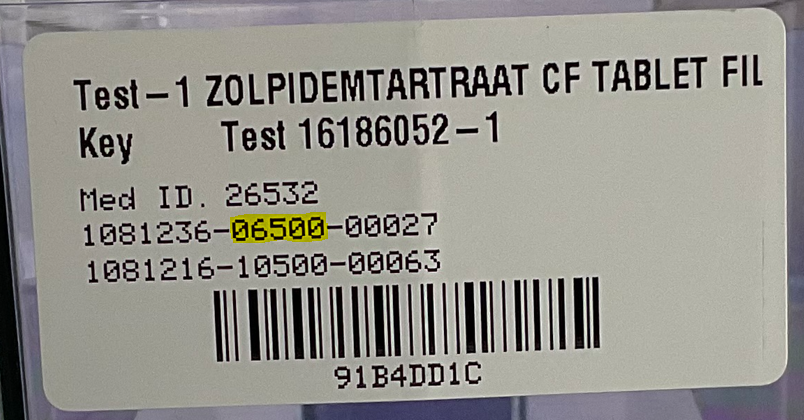 Test-1 ZOLPIDEMTARTRAAT CF TABLET FIL
Key Test 16186052-1
Med ID. 26532
1081236-06500-00027
1081216-10500-00063
91B4DD1C